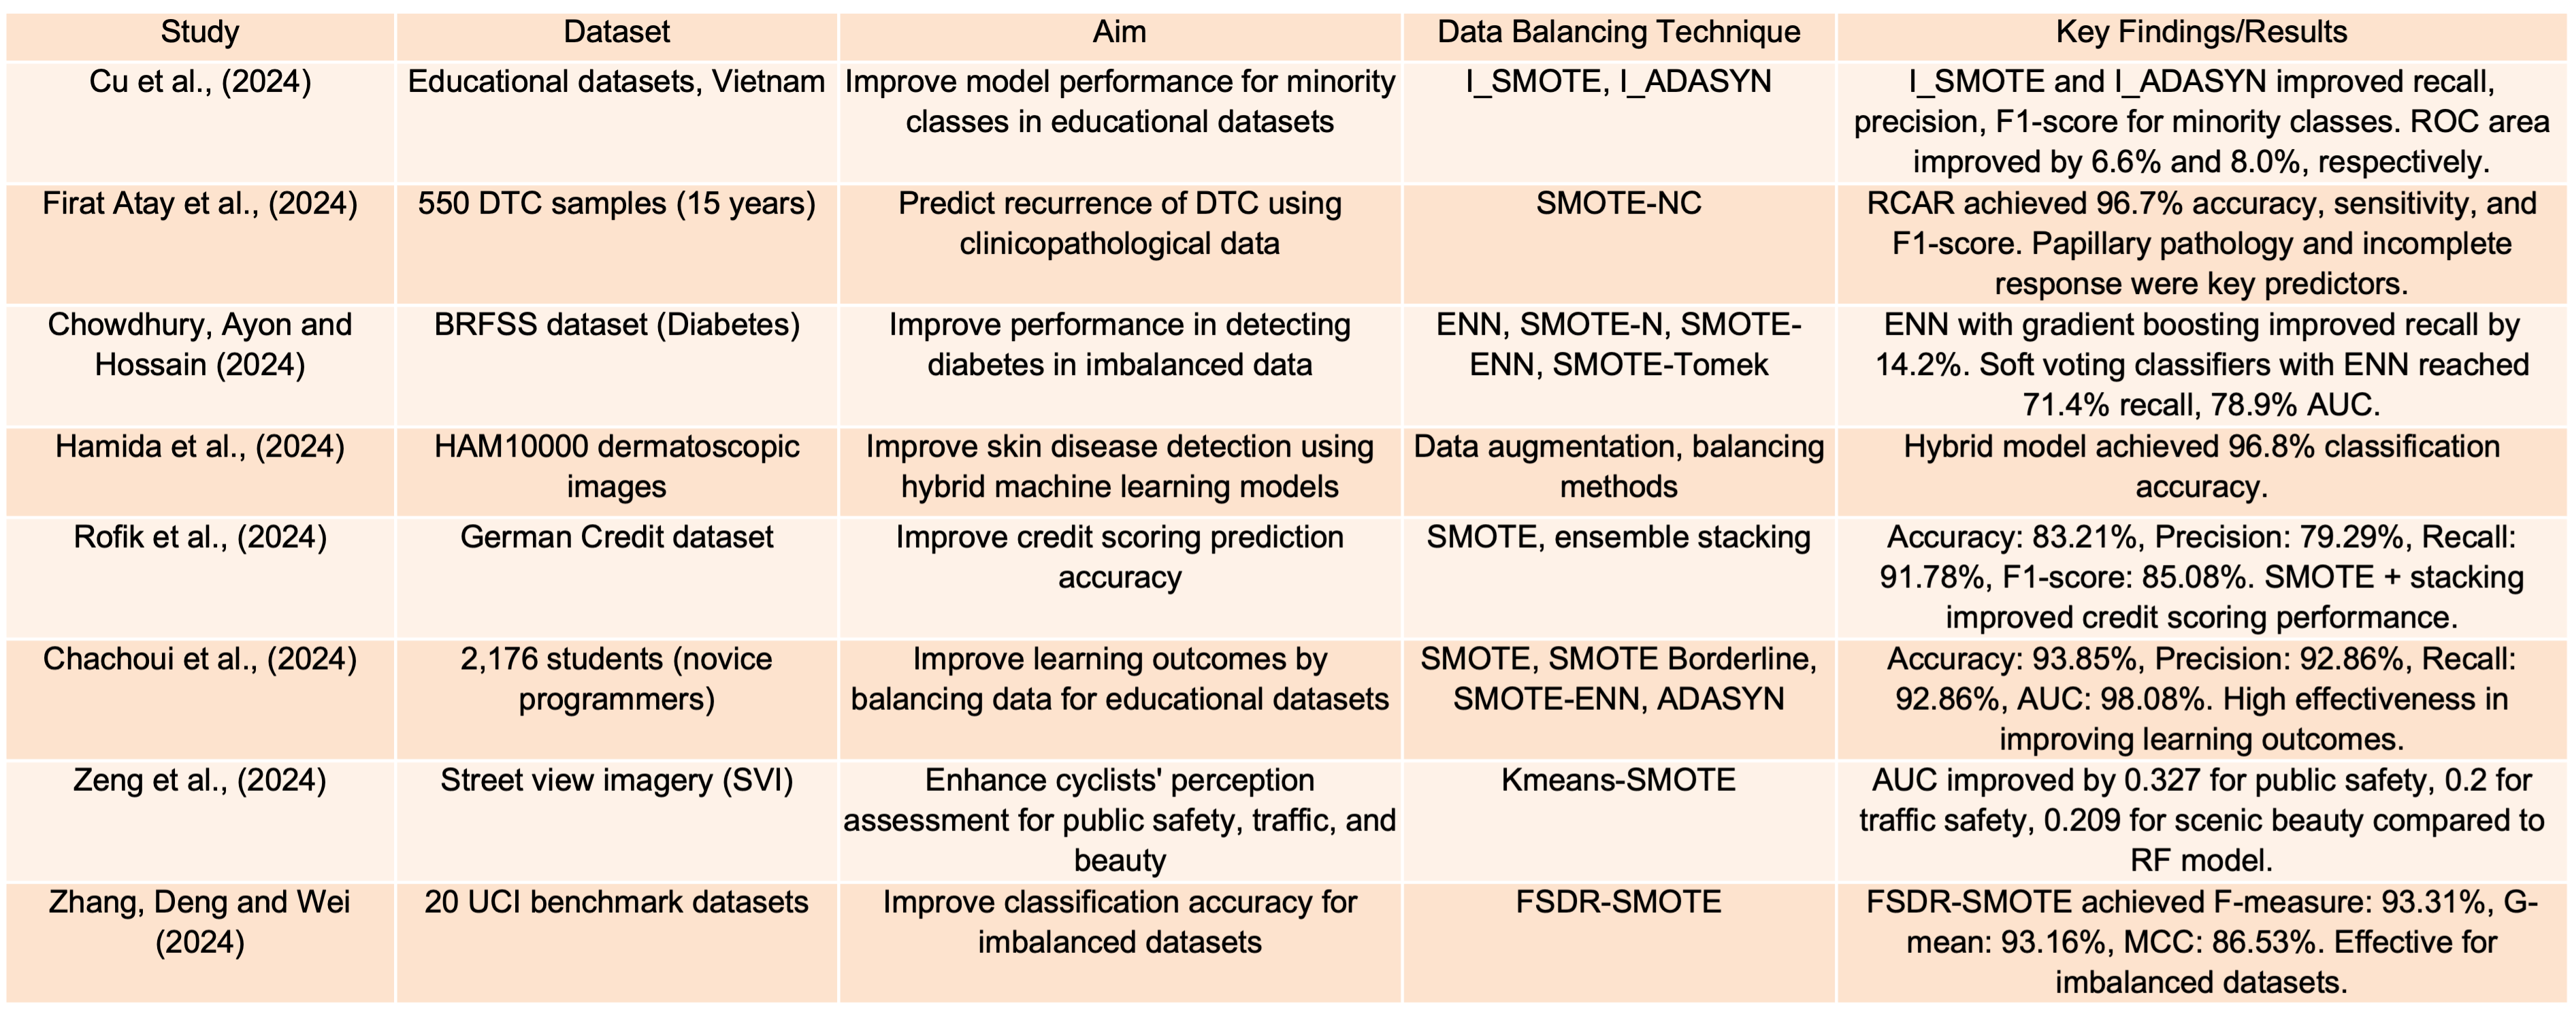 Study
Dataset
Aim
Data Balancing Technique
Key Findings/Results
Cu et al., (2024)
Educational datasets, Vietnam
Improve model performance for minority
classes in educational datasets
I_SMOTE, I_ADASYN
I_SMOTE and I_ADASYN improved recall,
precision, F1-score for minority classes. ROC area
improved by 6.6% and 8.0%, respectively.
Firat Atay et al., (2024)
550 DTC samples (15 years)
Predict recurrence of DTC using
clinicopathological data
SMOTE-NC
RCAR achieved 96.7% accuracy, sensitivity, and
F1-score. Papillary pathology and incomplete
response were key predictors.
Chowdhury, Ayon and
Hossain (2024)
BRFSS dataset (Diabetes)
Improve performance in detecting
diabetes in imbalanced data
ENN, SMOTE-N, SMOTE-
ENN, SMOTE-Tomek
ENN with gradient boosting improved recall by
14.2%. Soft voting classifiers with ENN reached
71.4% recall, 78.9% AUC.
Hamida et al., (2024)
HAM10000 dermatoscopic
images
Improve skin disease detection using
hybrid machine learning models
Data augmentation, balancing
methods
Hybrid model achieved 96.8% classification
accuracy.
Rofik et al., (2024)
German Credit dataset
Improve credit scoring prediction
accuracy
SMOTE, ensemble stacking
Accuracy: 83.21%, Precision: 79.29%, Recall:
91.78%, F1-score: 85.08%. SMOTE + stacking
improved credit scoring performance.
Chachoui et al., (2024)
2,176 students (novice
programmers)
Improve learning outcomes by
balancing data for educational datasets
SMOTE, SMOTE Borderline,
SMOTE-ENN, ADASYN
Accuracy: 93.85%, Precision: 92.86%, Recall:
92.86%, AUC: 98.08%. High effectiveness in
improving learning outcomes.
Zeng et al., (2024)
Street view imagery (SVI)
Enhance cyclists' perception
assessment for public safety, traffic, and
beauty
Kmeans-SMOTE
AUC improved by 0.327 for public safety, 0.2 for
traffic safety, 0.209 for scenic beauty compared to
RF model.
Zhang, Deng and Wei
(2024)
20 UCI benchmark datasets
Improve classification accuracy for
imbalanced datasets
FSDR-SMOTE
FSDR-SMOTE achieved F-measure: 93.31%, G-
mean: 93.16%, MCC: 86.53%. Effective for
imbalanced datasets.